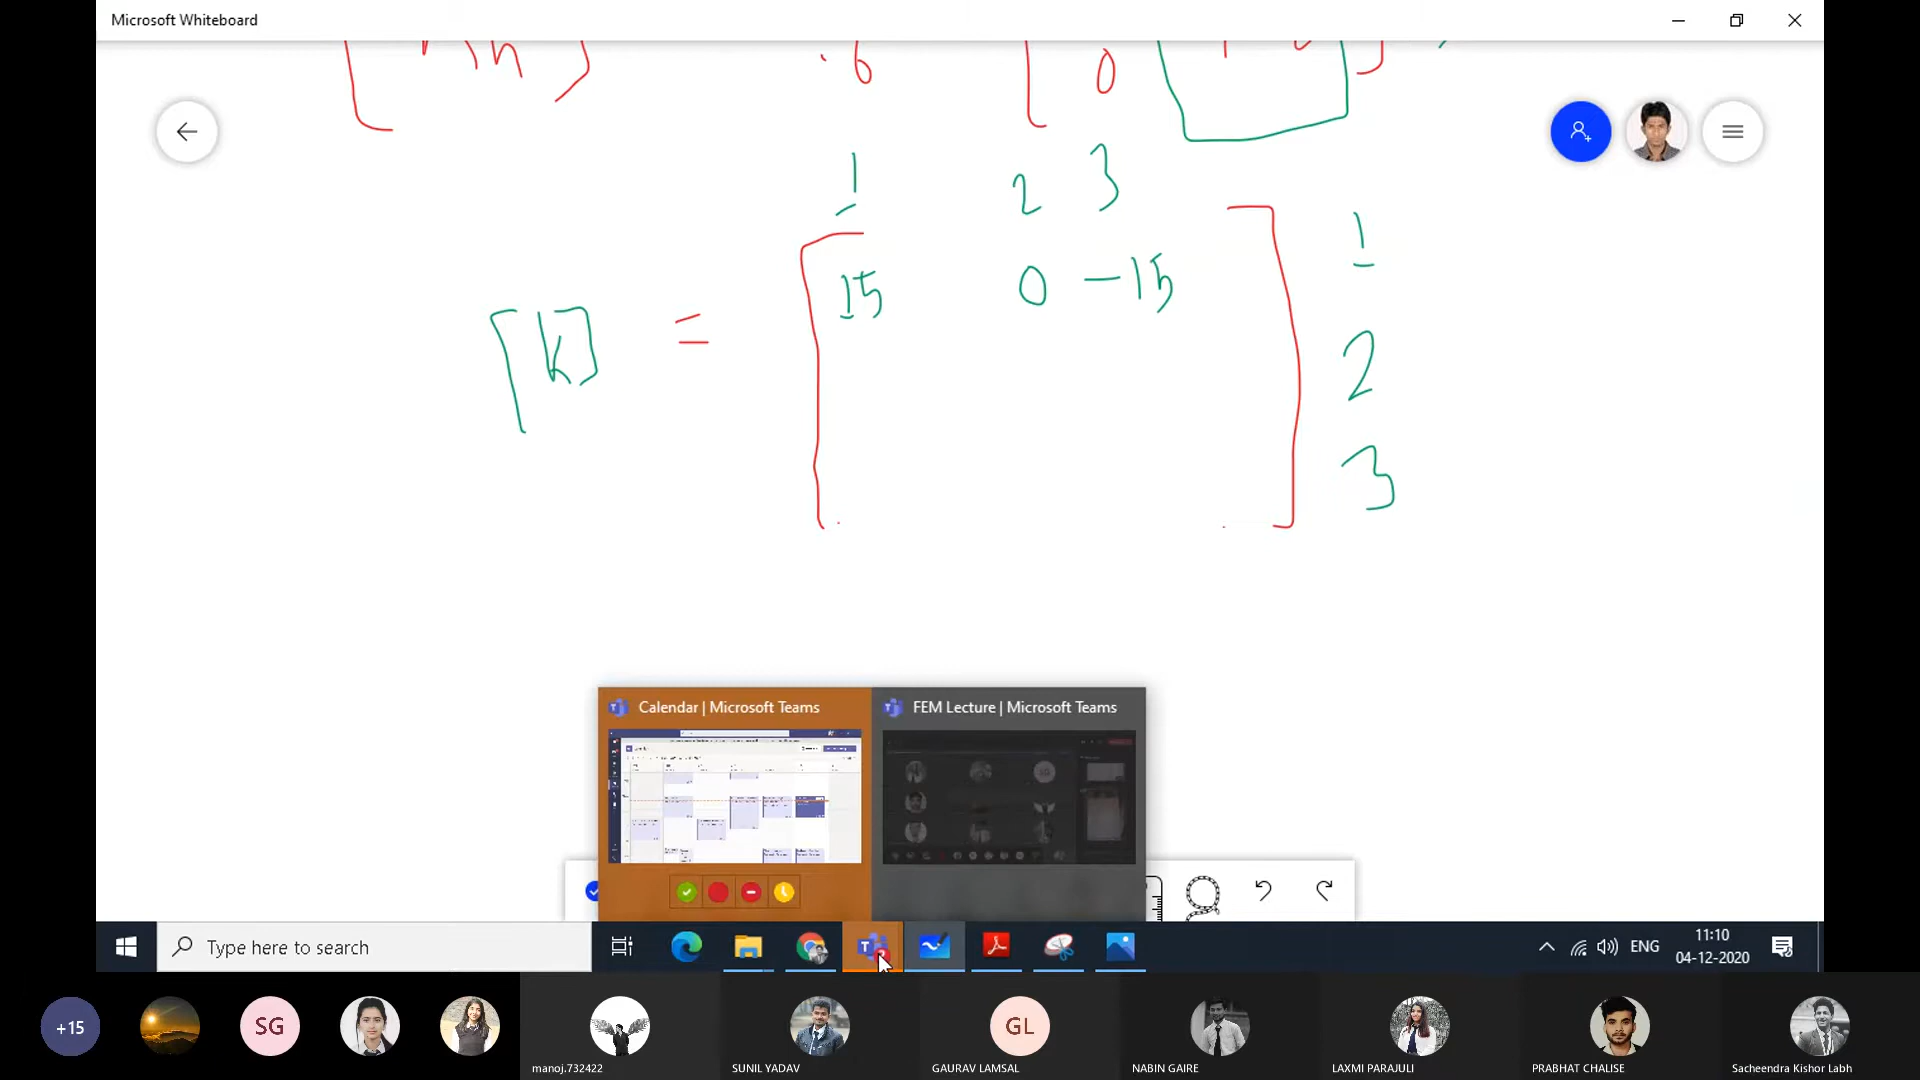 Microsoft Whiteboard
6
0
1 2 3
[K] = 15 0 -15
1
2
3
Calendar | Microsoft Teams
FEM Lecture | Microsoft Teams
Type here to search
ENG
11:10
04-12-2020
+15
SG
GL
manoj.732422
SUNIL YADAV
GAURAV LAMSAL
NABIN GAIRE
LAXMI PARAJULI
PRABHAT CHALISE
Sacheendra Kishor Labh